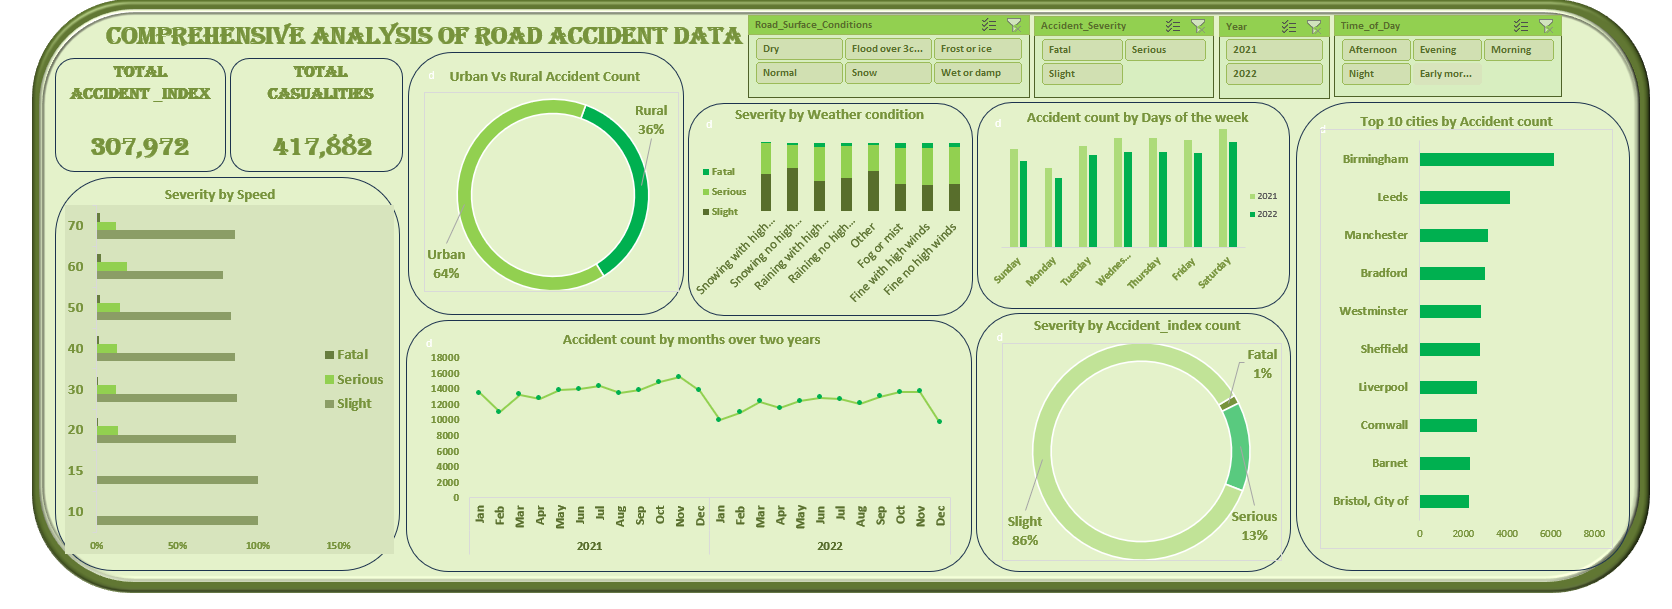 COMPREHENSIVE ANALYSIS OF ROAD ACCIDENT DATA
Road_Surface_Conditions
Dry
Flood over 3c...
Frost or ice
Normal
Snow
Wet or damp
Accident_Severity
Fatal
Serious
Slight
Year
2021
2022
Time_of_Day
Afternoon
Evening
Morning
Night
Early mor...
TOTAL
ACCIDENT _INDEX
307,972
TOTAL
CASUALITIES
417,882
d
Urban Vs Rural Accident Count
Rural
36%
Urban
64%
d
Severity by Weather condition
Fatal
Serious
Slight
Snowing with high...
Snowing no high...
Raining with high...
Raining no high...
Other
Fog or mist
Fine with high winds
Fine no high winds
d
Accident count by Days of the week
2021
2022
Sunday
Monday
Tuesday
Wednes...
Thursday
Friday
Saturday
d
Top 10 cities by Accident count
Birmingham
Leeds
Manchester
Bradford
Westminster
Sheffield
Liverpool
Cornwall
Barnet
Bristol, City of
0 2000 4000 6000 8000
Severity by Speed
70
60
50
40
30
20
15
10
0% 50% 100% 150%
Fatal
Serious
Slight
d
Accident count by months over two years
18000
16000
14000
12000
10000
8000
6000
4000
2000
0
Jan Feb Mar Apr May Jun Jul Aug Sep Oct Nov Dec Jan Feb Mar Apr May Jun Jul Aug Sep Oct Nov Dec
2021 2022
d
Severity by Accident_index count
Fatal
1%
Slight
86%
Serious
13%